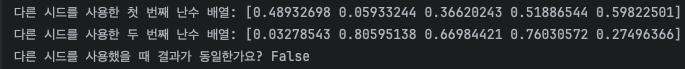 다른 시드를 사용한 첫 번째 난수 배열: [0.48932698 0.05933244 0.36620243 0.51886544 0.59822501]
다른 시드를 사용한 두 번째 난수 배열: [0.03278543 0.80595138 0.66984421 0.76030572 0.27496366]
다른 시드를 사용했을 때 결과가 동일한가요? False